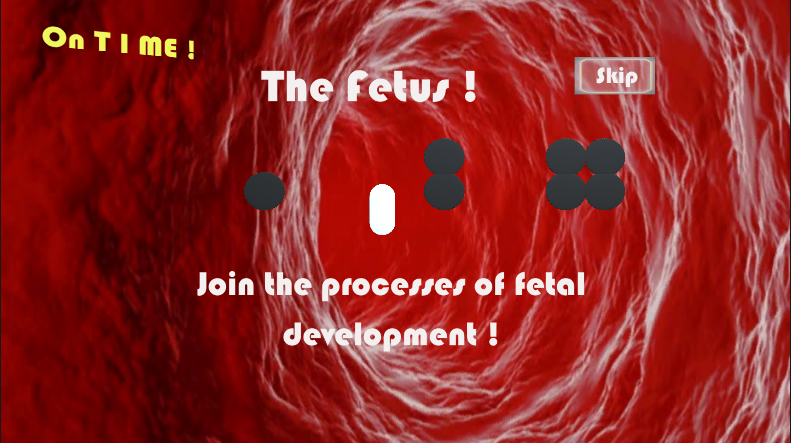 On T I ME !
The Fetus !
Skip
Join the processes of fetal
development !